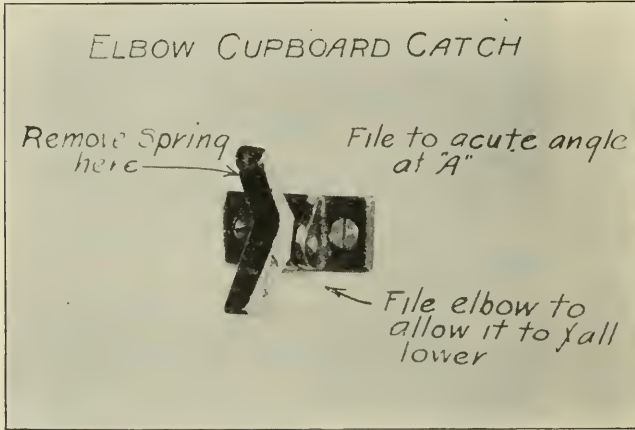 ELBOW CUPBOARD CATCH
Remove Spring
here
File to acute angle
at "A"
A
File elbow to
allow it to fall
lower